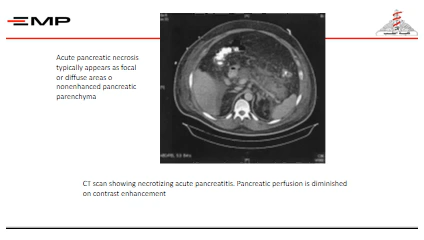 EMP
Acute pancreatic necrosis
typically appears as focal
or diffuse areas o
nonenhanced pancreatic
parenchyma
CT scan showing necrotizing acute pancreatitis. Pancreatic perfusion is diminished
on contrast enhancement